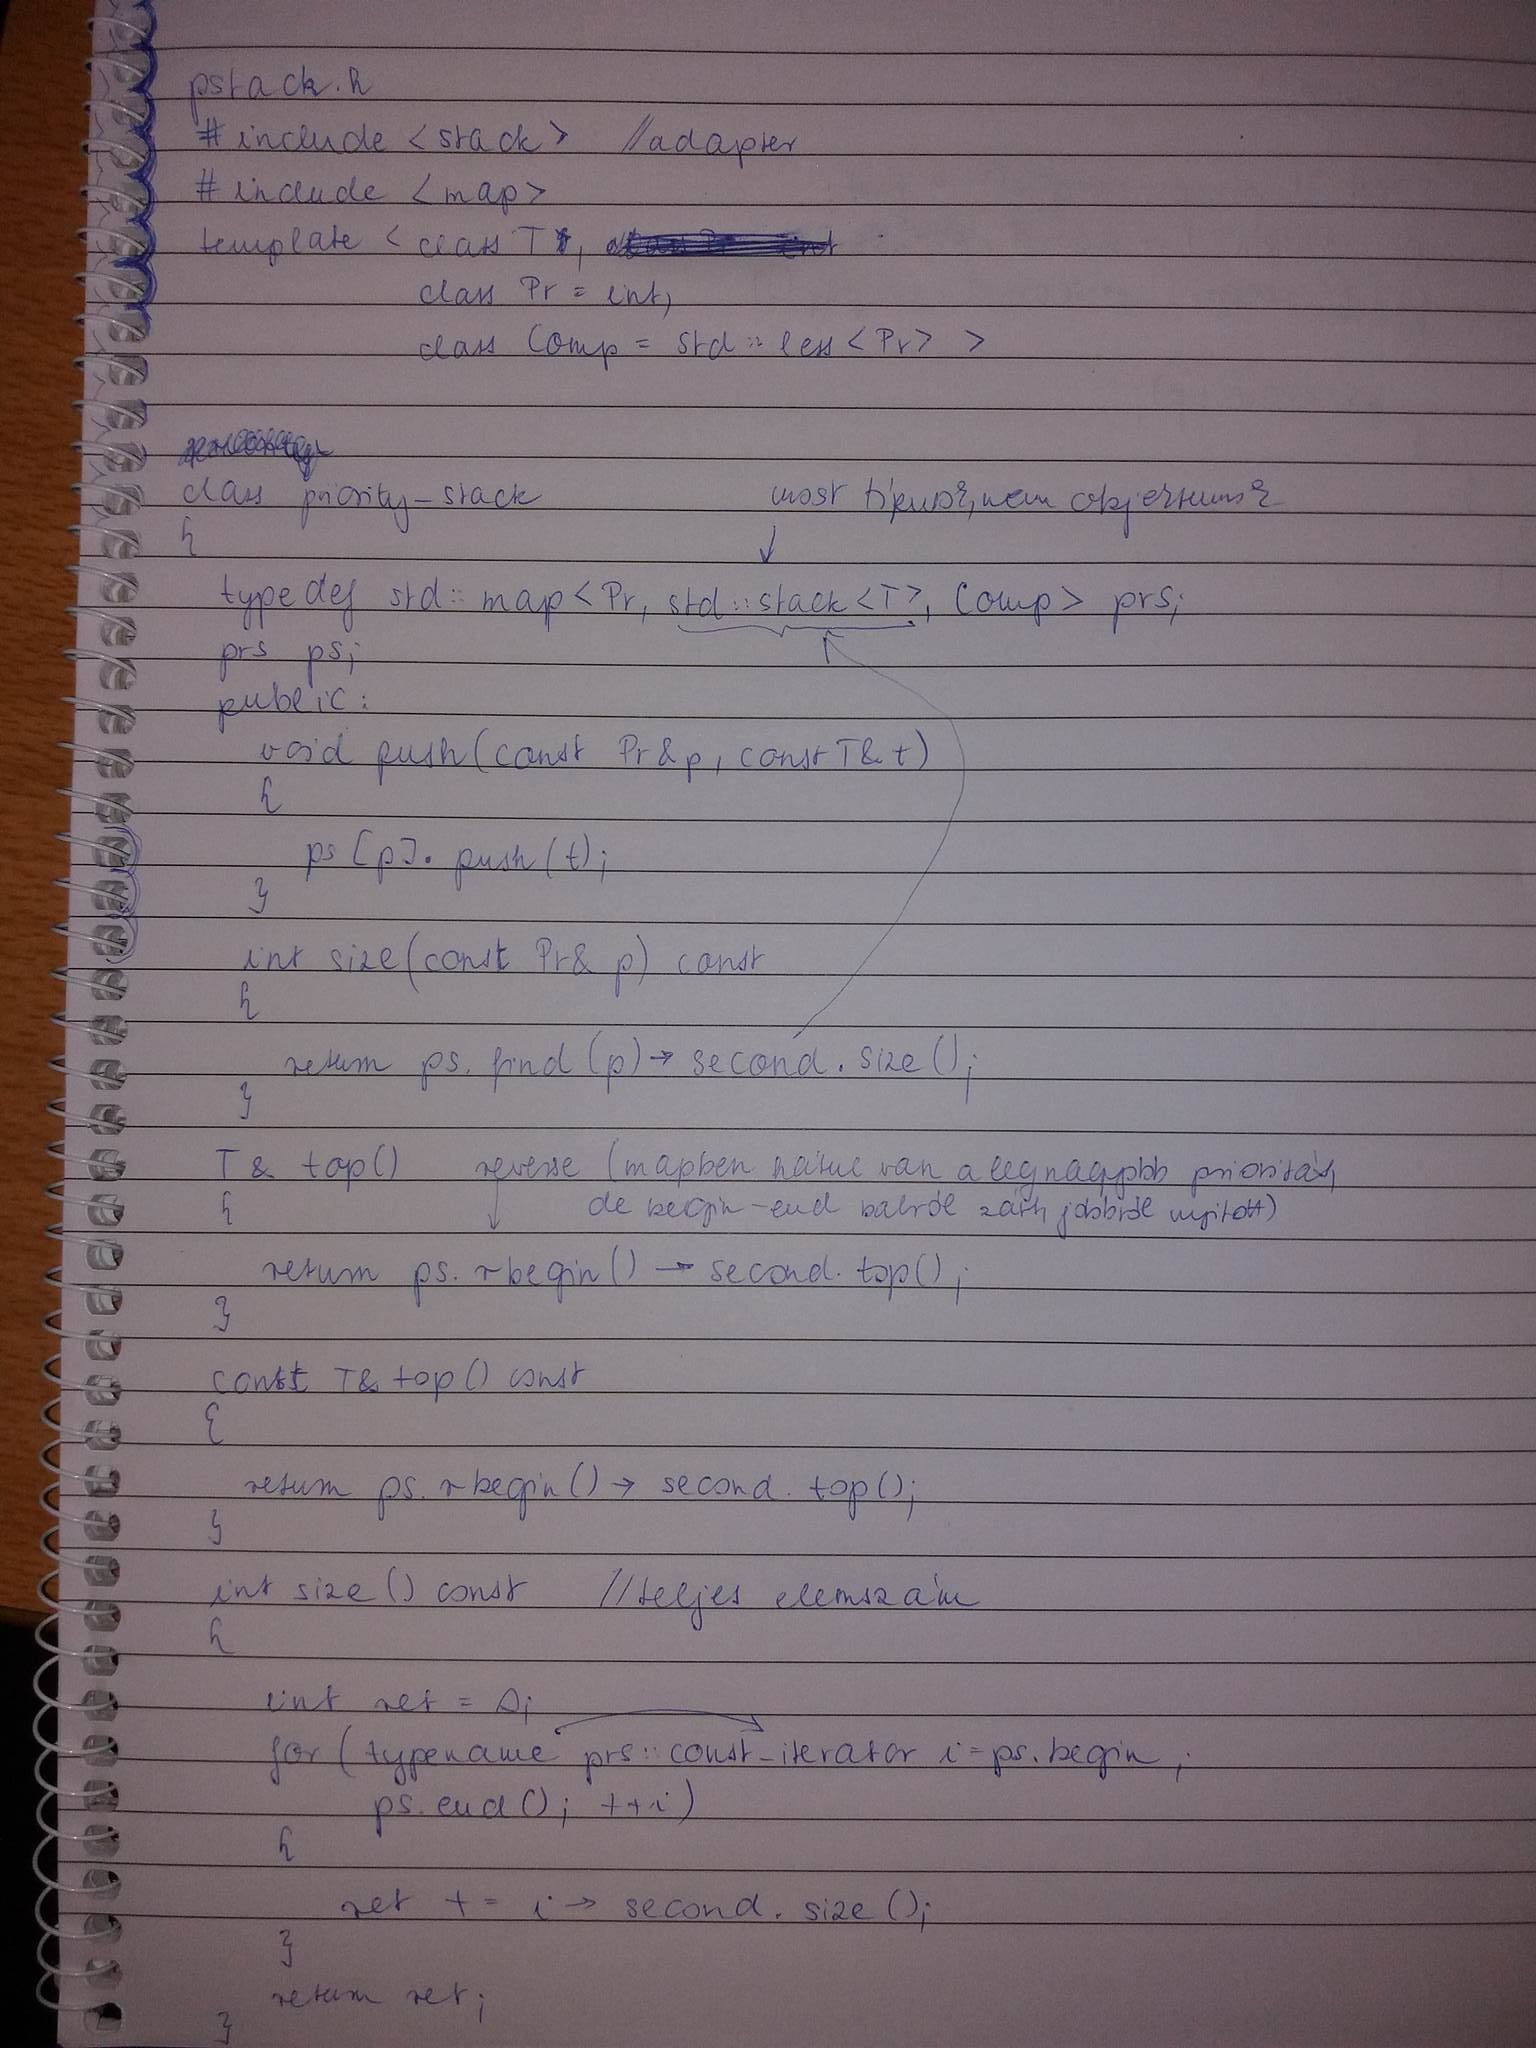 pstack.h
#include <stack> //adapter
#include <map>
template < class T,
class Pr = int,
class Comp = std::less<Pr> >
class priority_stack
most típus, nem objektum
{
typedef std::map<Pr, std::stack<T>, Comp> prs;
prs ps;
public:
void push(const Pr& p, const T& t)
{
ps[p].push(t);
}
int size(const Pr& p) const
{
return ps.find(p)->second.size();
}
T& top() reverse (mapben hátul van a legnagyobb prioritás,
{ de begin-end balról zárt, jobbról nyitott)
return ps.rbegin()->second.top();
}
const T& top() const
{
return ps.rbegin()->second.top();
}
int size() const //teljes elemszám
{
int ret = 0;
for(typename prs::const_iterator i=ps.begin;
ps.end(); ++i)
{
ret += i->second.size();
}
return ret;
}